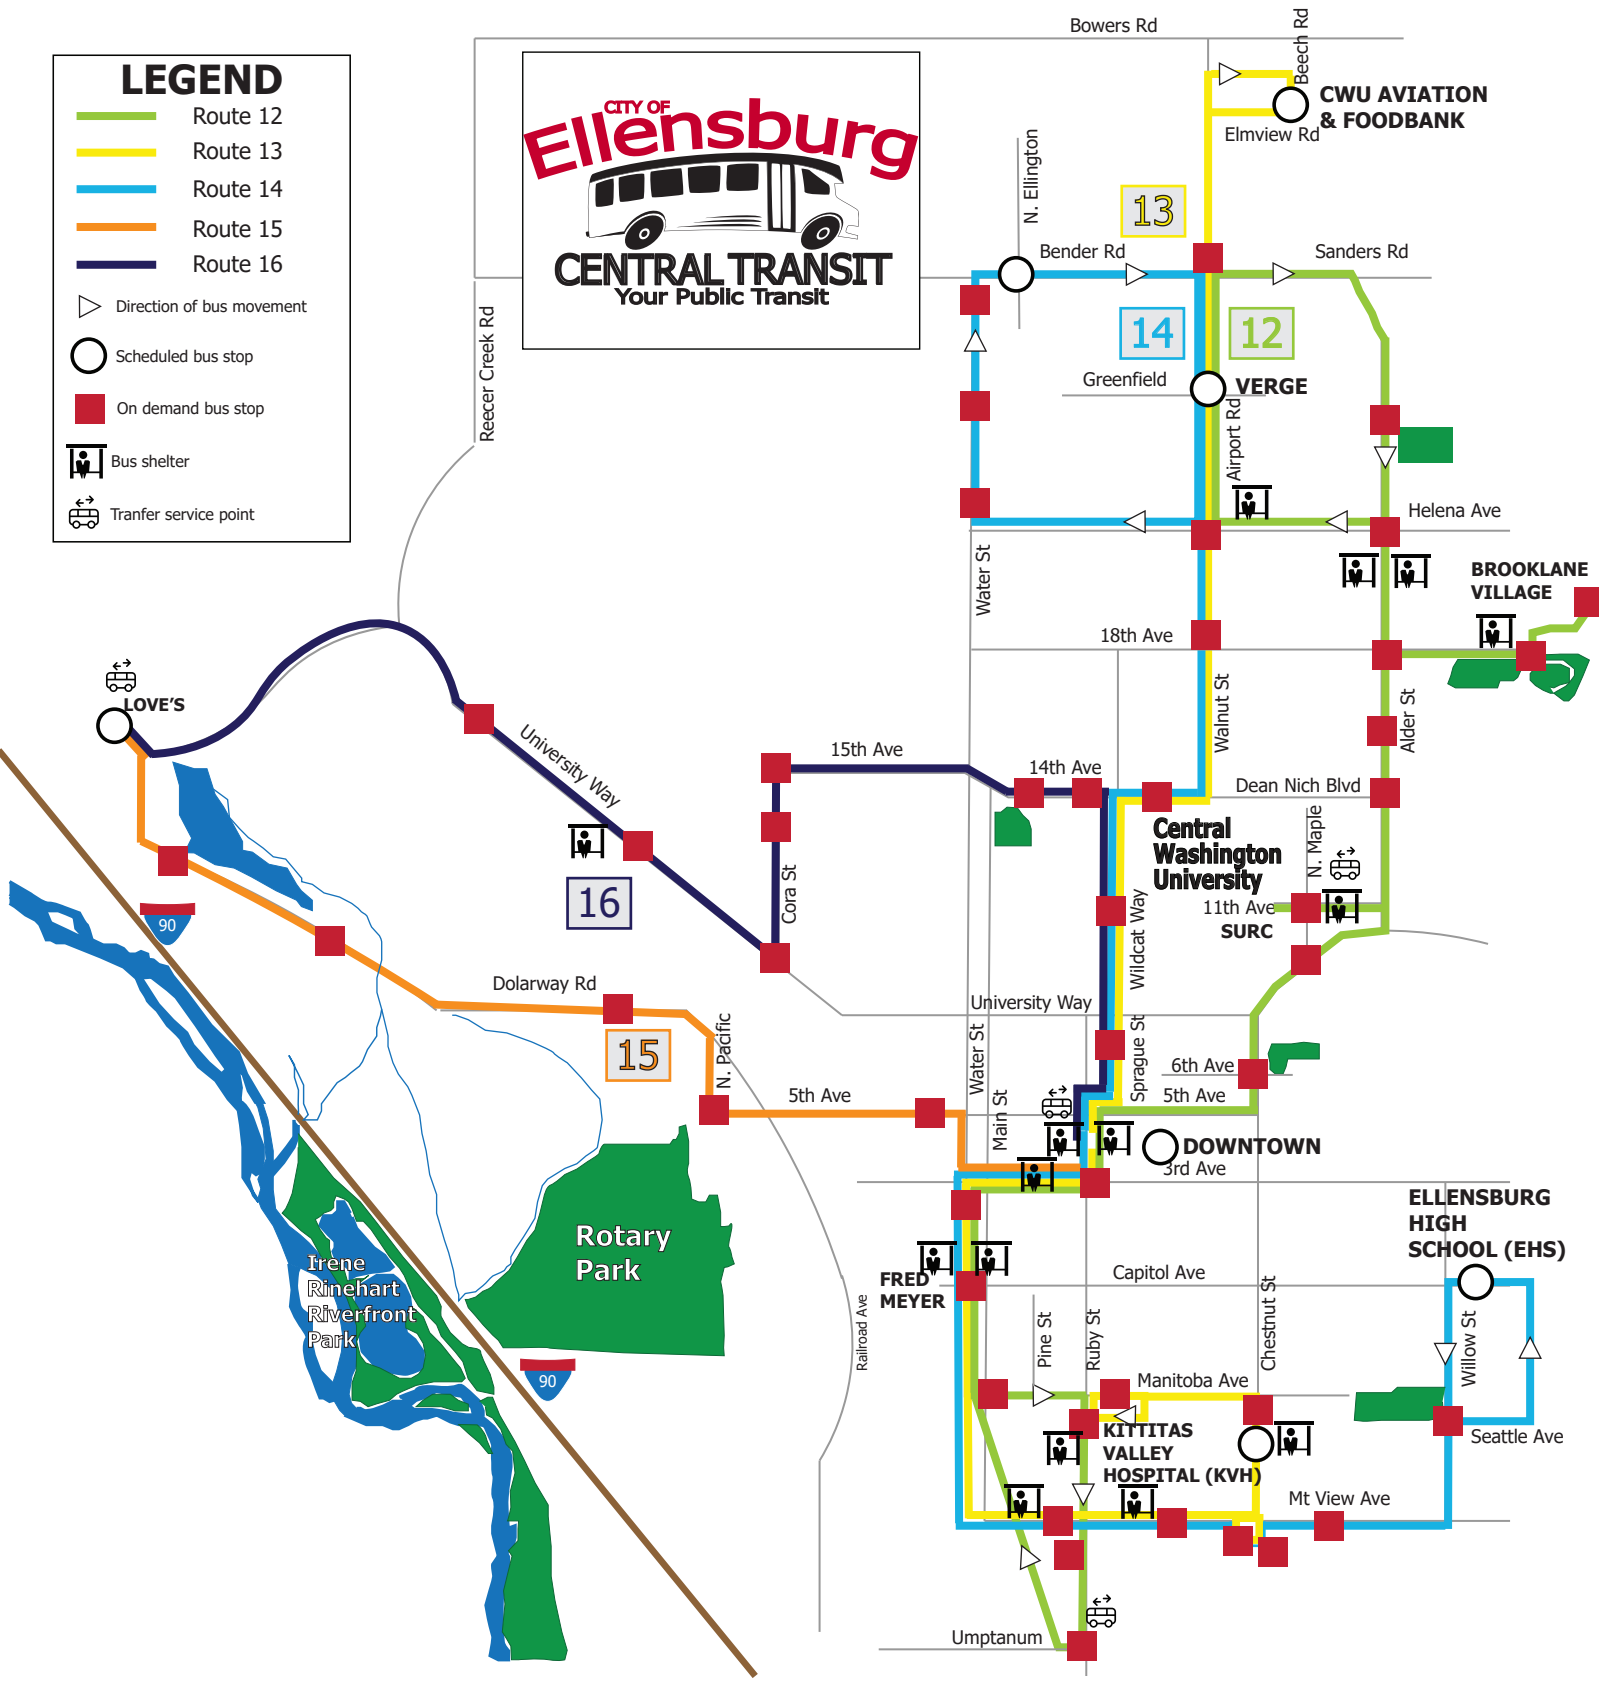 LEGEND
Route 12
Route 13
Route 14
Route 15
Route 16
Direction of bus movement
Scheduled bus stop
On demand bus stop
Bus shelter
Tranfer service point
CITY OF
Ellensburg
CENTRAL TRANSIT
Your Public Transit
Bowers Rd
Beech Rd
CWU AVIATION
& FOODBANK
Elmview Rd
N. Ellington
13
Bender Rd
Sanders Rd
Reecer Creek Rd
14
12
Greenfield
VERGE
Airport Rd
Helena Ave
Water St
BROOKLANE
VILLAGE
18th Ave
Walnut St
Alder St
LOVE'S
University Way
15th Ave
14th Ave
Dean Nich Blvd
N. Maple
Central
Washington
University
16
Cora St
Wildcat Way
11th Ave
SURC
90
Dolarway Rd
University Way
15
N. Pacific
Water St
Sprague St
6th Ave
5th Ave
5th Ave
Main St
DOWNTOWN
3rd Ave
ELLENSBURG
HIGH
SCHOOL (EHS)
Rotary
Park
Irene
Rinehart
Riverfront
Park
FRED
MEYER
Capitol Ave
Railroad Ave
Pine St
Ruby St
Chestnut St
Willow St
90
Manitoba Ave
KITTITAS
VALLEY
HOSPITAL (KVH)
Seattle Ave
Mt View Ave
Umptanum